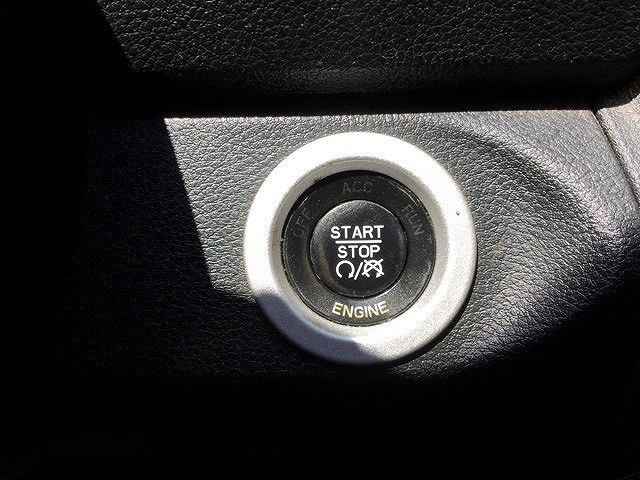 OFF ACC RUN
START
STOP
ENGINE